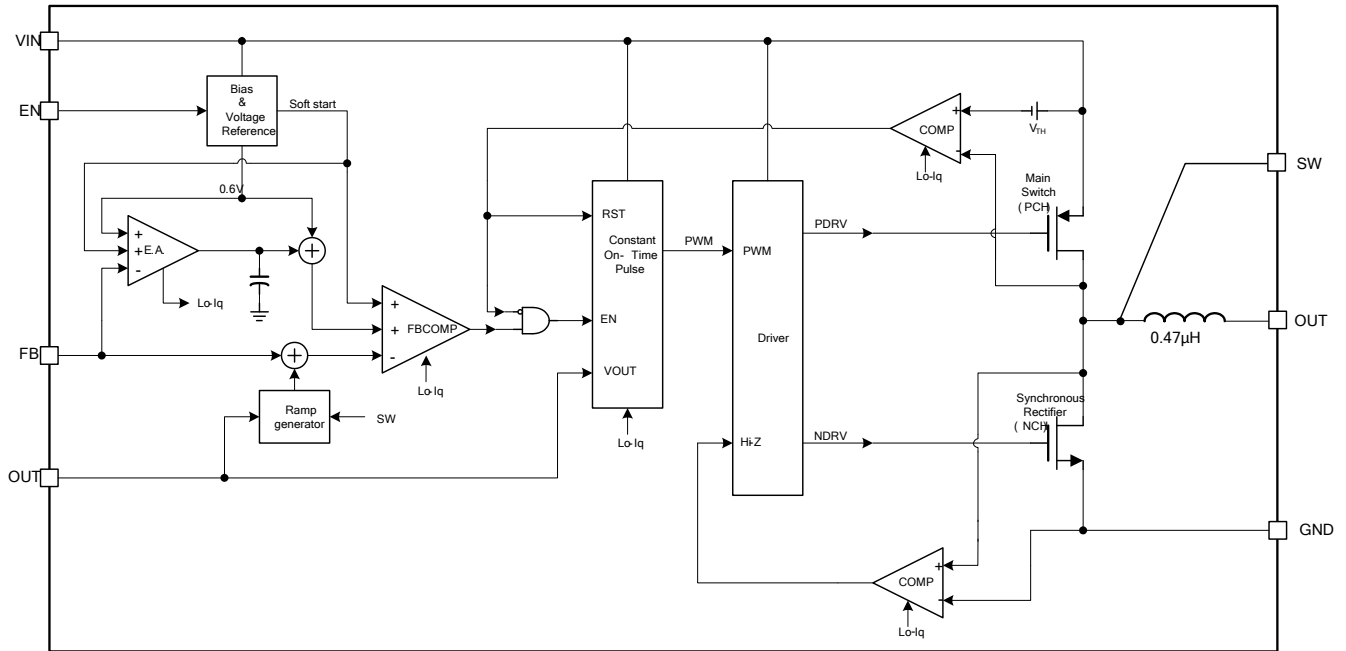 VIN
EN
Bias
&
Voltage
Reference
Soft start
0.6V
+
+
-
E.A.
+
Lo-Iq
FB
+
+
+
-
FBCOMP
Lo-Iq
Ramp
generator
SW
OUT
RST
Constant
On- Time
Pulse
EN
VOUT
Lo-Iq
PWM
PWM
Driver
Hi-Z
PDRV
NDRV
COMP
+
-
Lo-Iq
VTH
Main
Switch
( PCH)
SW
0.47µH
OUT
Synchronous
Rectifier
( NCH)
GND
COMP
+
-
Lo-Iq